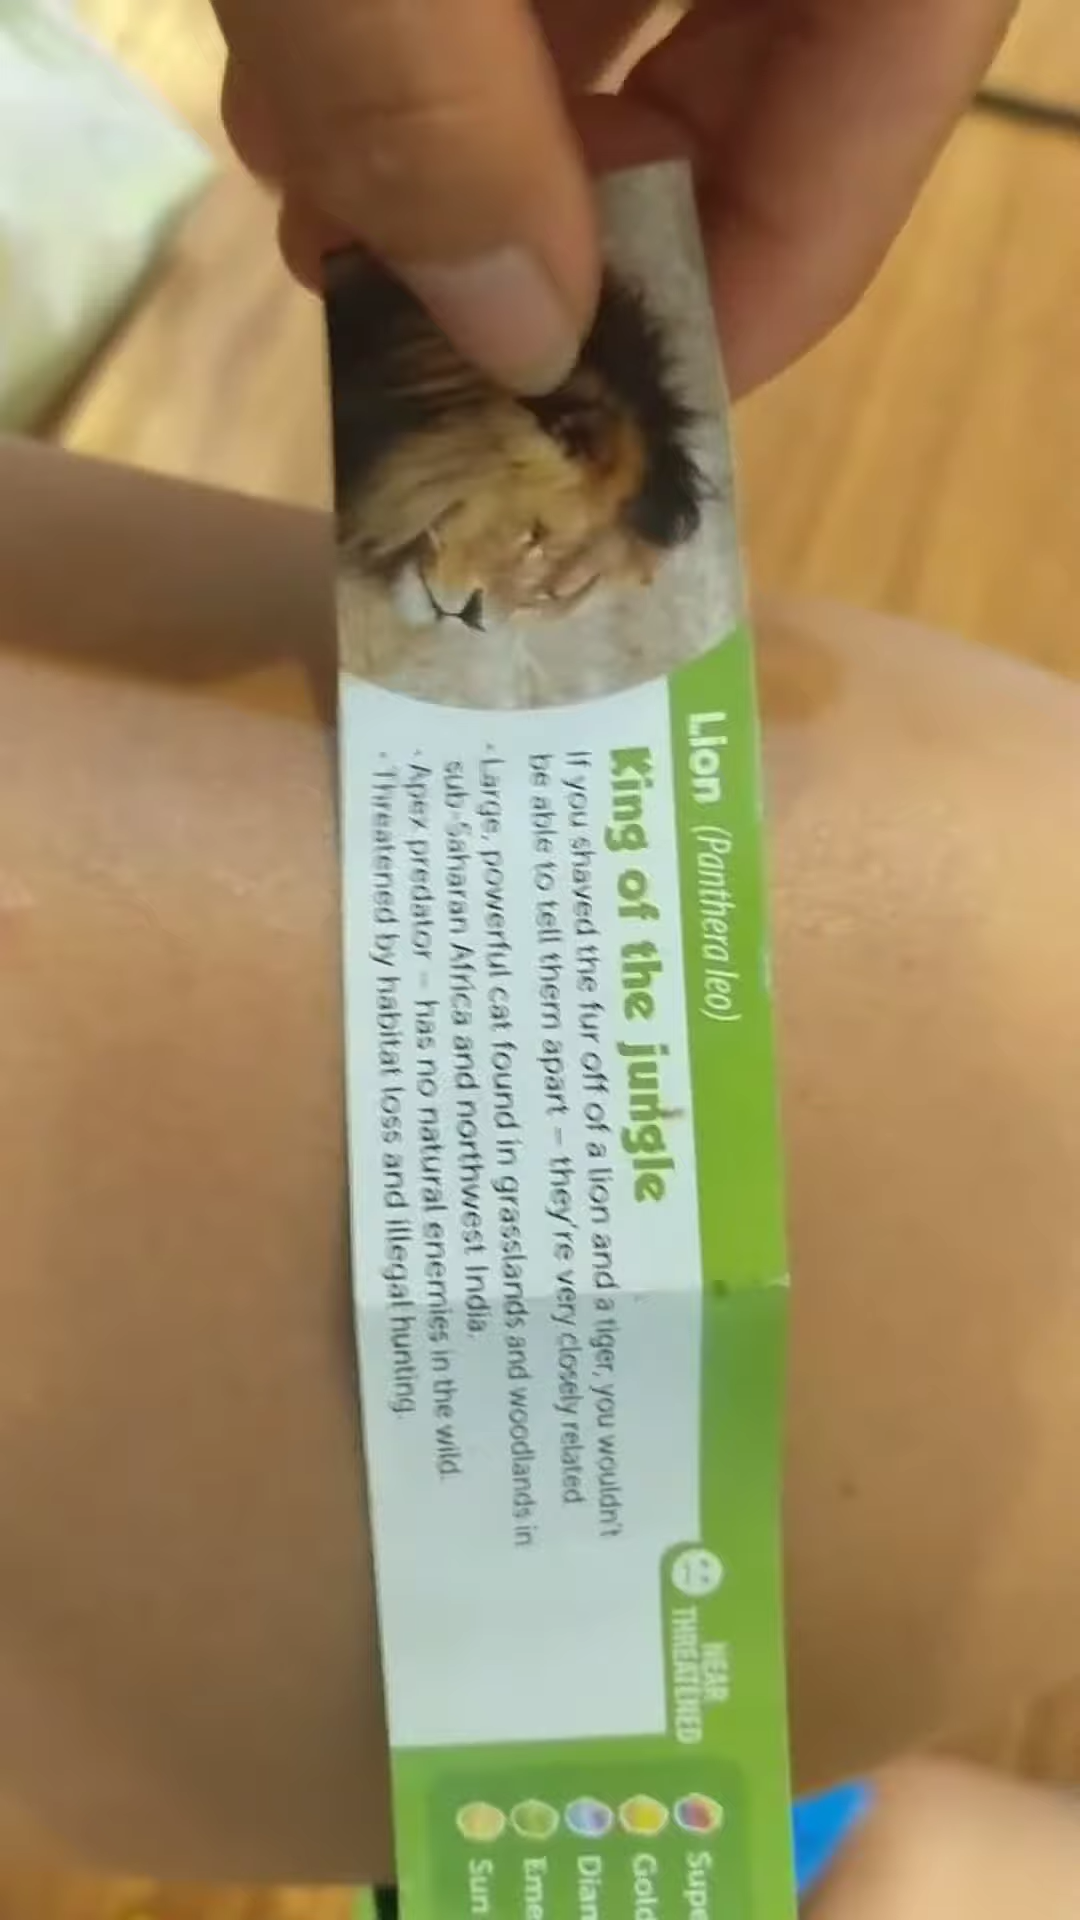 Lion (Panthera leo)
King of the jungle
If you shaved the fur off of a lion and a tiger, you wouldn't
be able to tell them apart – they're very closely related
• Large, powerful cat found in grasslands and woodlands in
sub-Saharan Africa and northwest India.
• Apex predator – has no natural enemies in the wild.
• Threatened by habitat loss and illegal hunting.
NEAR
THREATENED
Supe
Gold
Dian
Eme
Sun